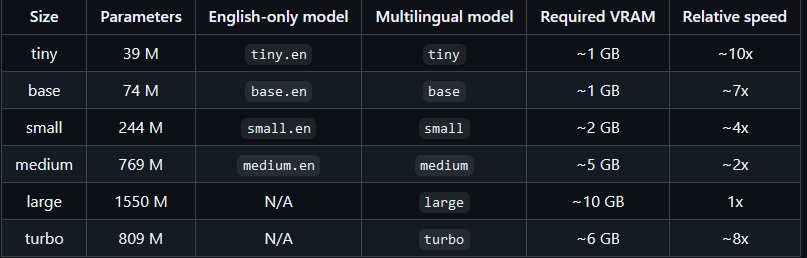 Size Parameters English-only model Multilingual model Required VRAM Relative speed
tiny 39 M tiny.en tiny ~1 GB ~10x
base 74 M base.en base ~1 GB ~7x
small 244 M small.en small ~2 GB ~4x
medium 769 M medium.en medium ~5 GB ~2x
large 1550 M N/A large ~10 GB 1x
turbo 809 M N/A turbo ~6 GB ~8x